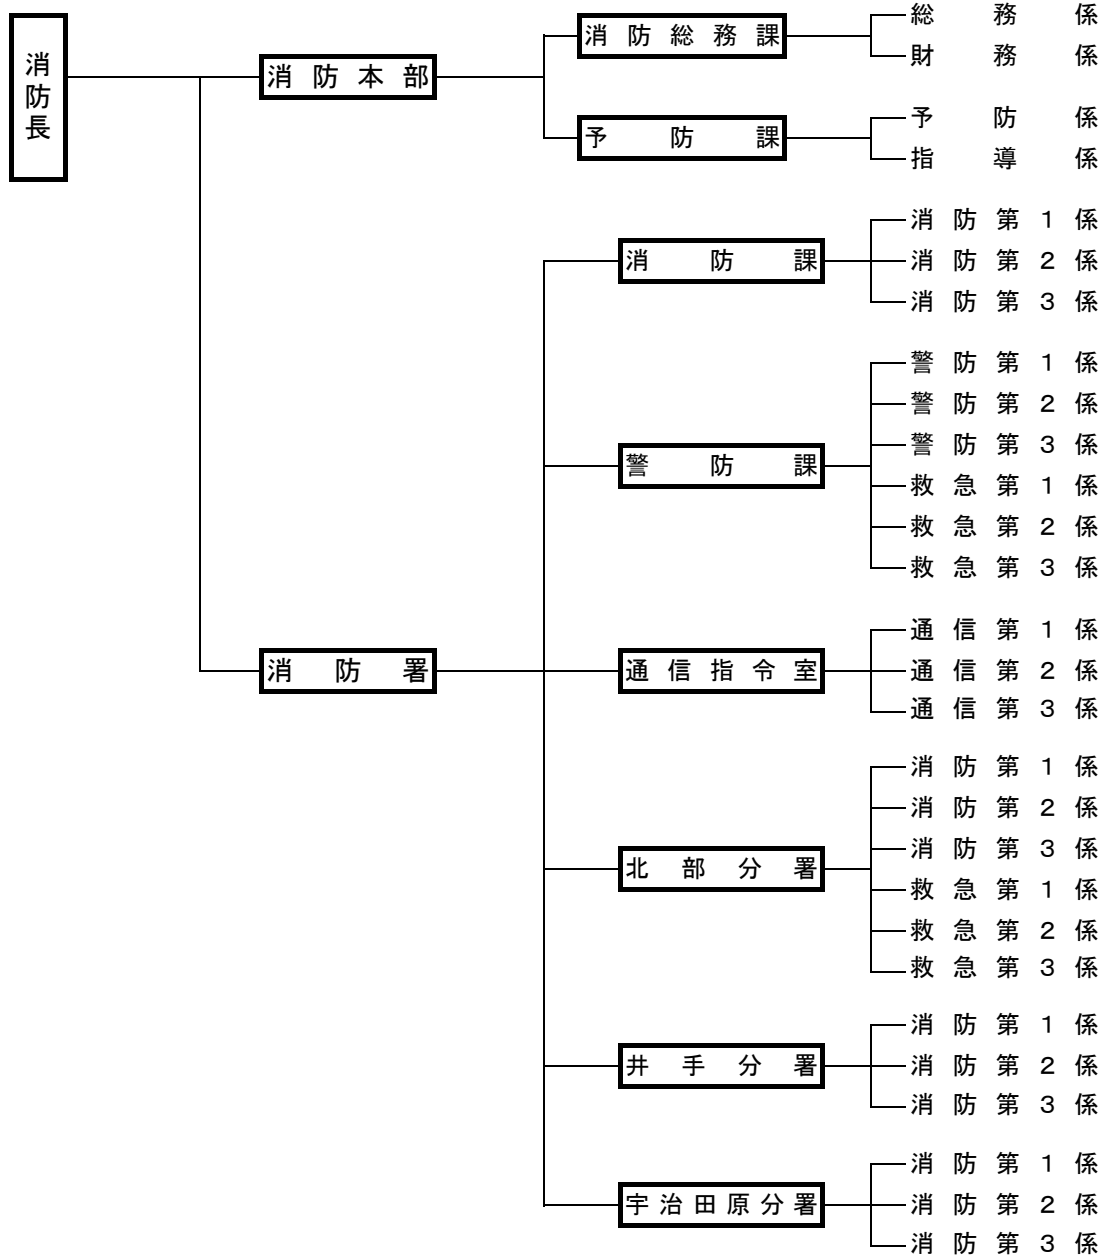 消防長
消防本部
消防総務課
総務係
財務係
予防課
予防係
指導係
消防署
消防課
消防第1係
消防第2係
消防第3係
警防課
警防第1係
警防第2係
警防第3係
救急第1係
救急第2係
救急第3係
通信指令室
通信第1係
通信第2係
通信第3係
北部分署
消防第1係
消防第2係
消防第3係
救急第1係
救急第2係
救急第3係
井手分署
消防第1係
消防第2係
消防第3係
宇治田原分署
消防第1係
消防第2係
消防第3係